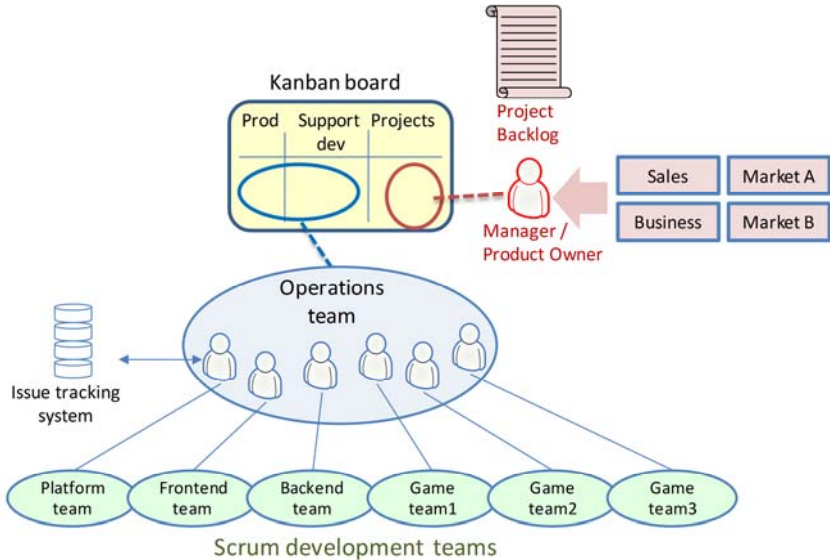 Kanban board
Prod
Support
dev
Projects
Project
Backlog
Sales
Market A
Business
Market B
Manager /
Product Owner
Operations
team
Issue tracking
system
Platform
team
Frontend
team
Backend
team
Game
team1
Game
team2
Game
team3
Scrum development teams